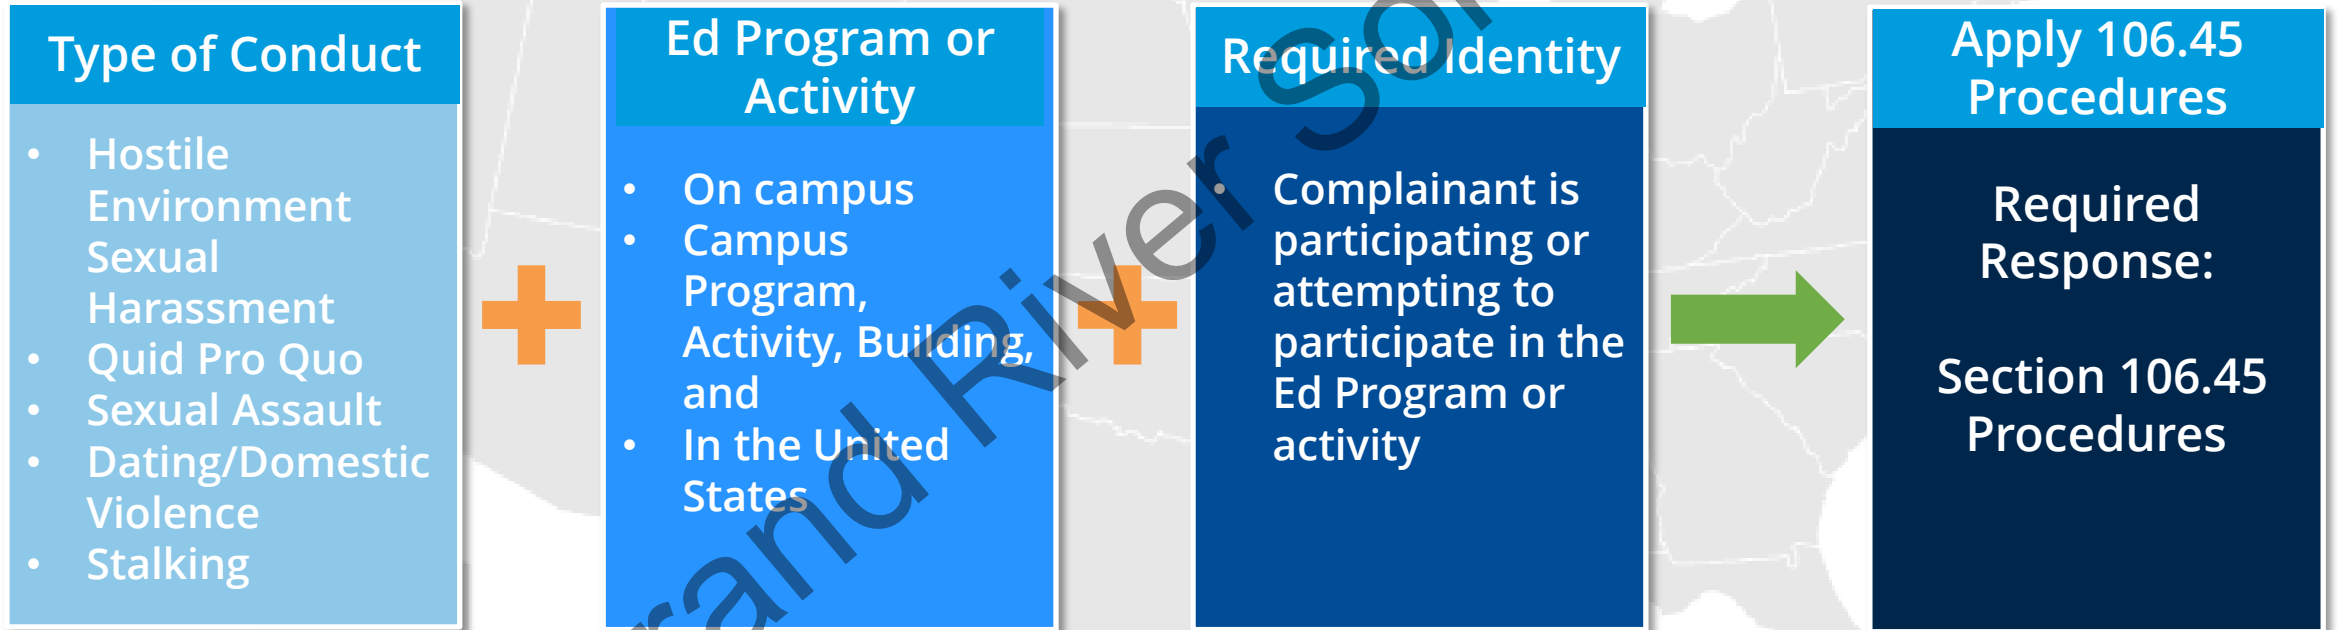 Type of Conduct
• Hostile
Environment
Sexual
Harassment
• Quid Pro Quo
• Sexual Assault
• Dating/Domestic
Violence
• Stalking
Ed Program or
Activity
• On campus
• Campus
Program,
Activity, Building,
and
• In the United
States
Required Identity
• Complainant is
participating or
attempting to
participate in the
Ed Program or
activity
Apply 106.45
Procedures
Required
Response:
Section 106.45
Procedures
rand River So